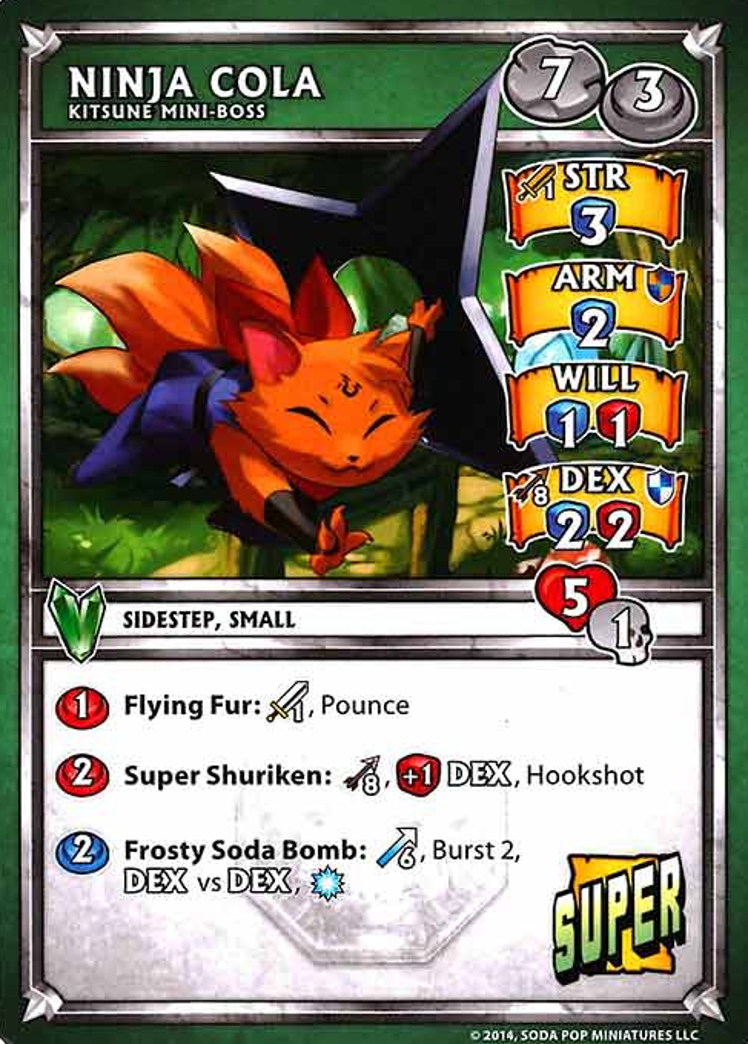 NINJA COLA
KITSUNE MINI-BOSS
7 3
1 STR
3
ARM
2
WILL
1 1
8 DEX
2 2
SIDESTEP, SMALL
5
1
1 Flying Fur: 1, Pounce
2 Super Shuriken: 8, +1 DEX, Hookshot
2 Frosty Soda Bomb: 6, Burst 2,
DEX vs DEX,
SUPER
© 2014, SODA POP MINIATURES LLC